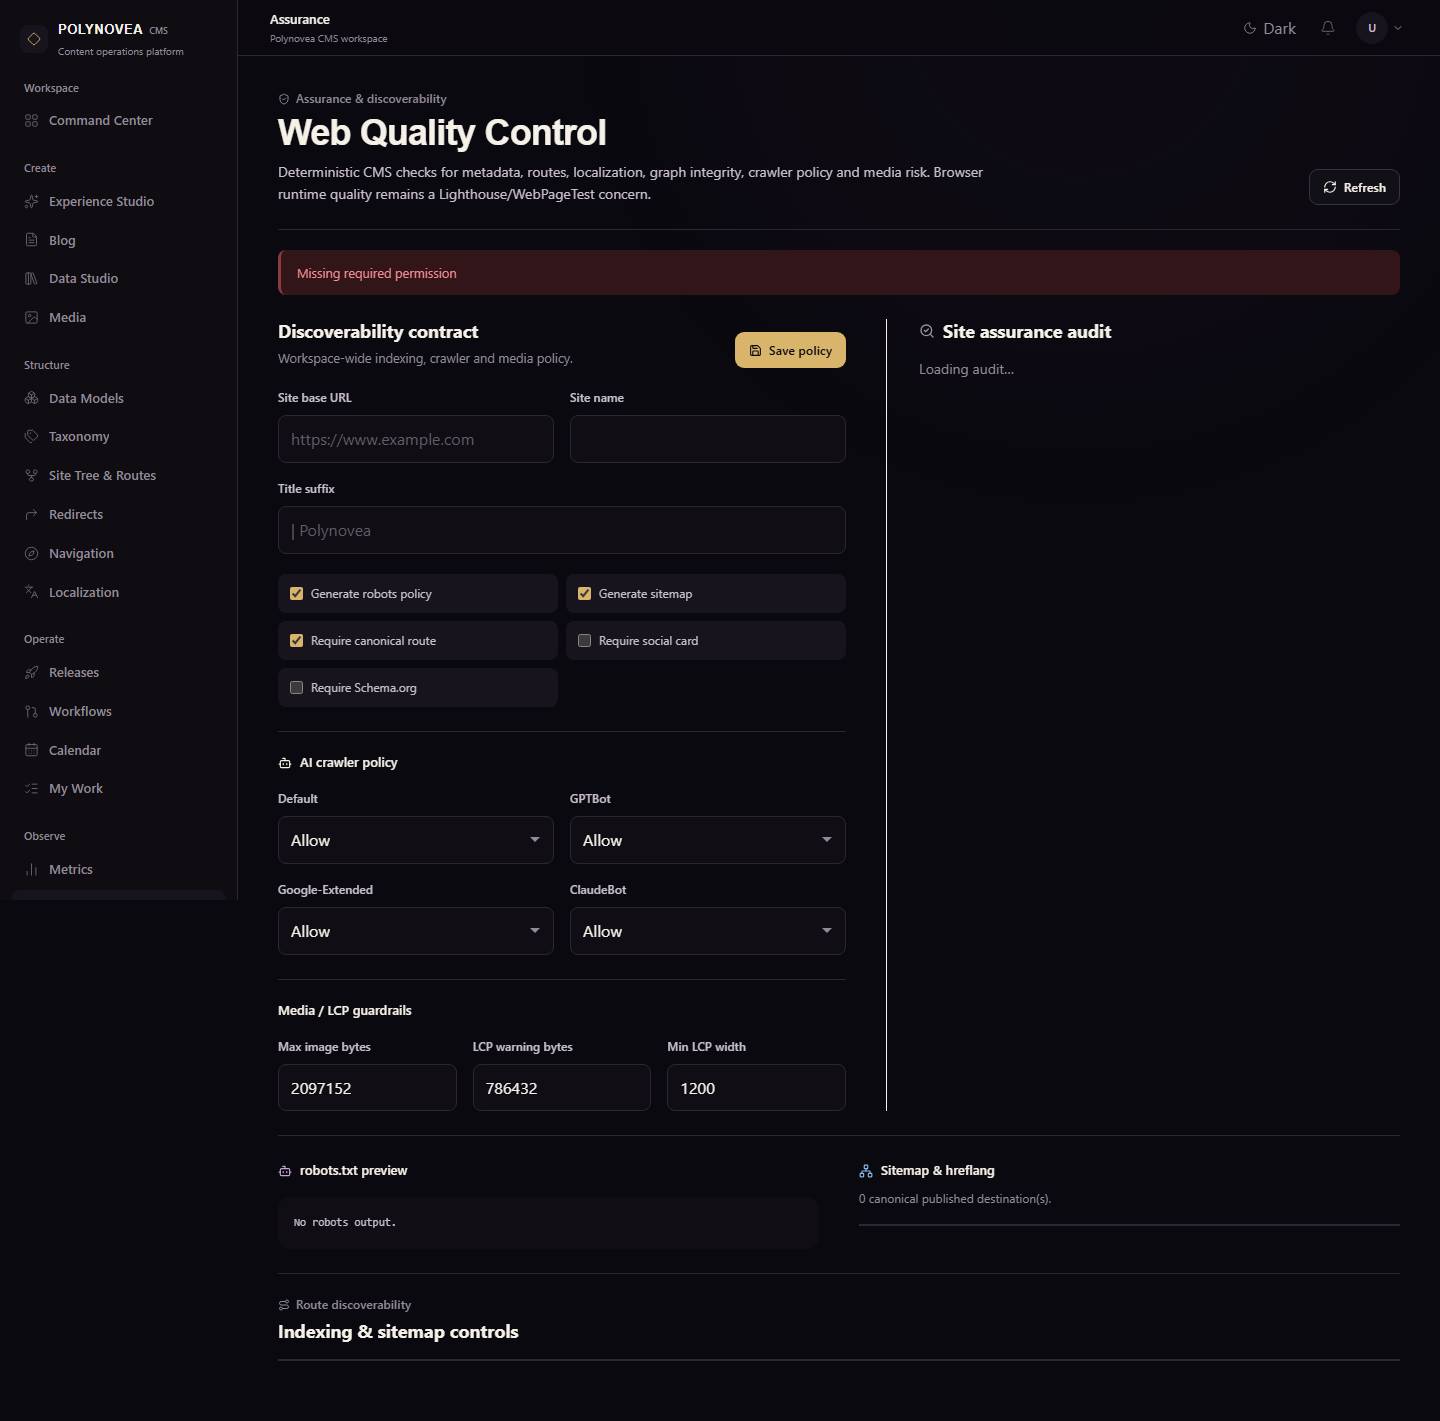 POLYNOVEA CMS
Content operations platform
Workspace
Command Center
Create
Experience Studio
Blog
Data Studio
Media
Structure
Data Models
Taxonomy
Site Tree & Routes
Redirects
Navigation
Localization
Operate
Releases
Workflows
Calendar
My Work
Observe
Metrics
Assurance
Polynovea CMS workspace
Dark
U
Assurance & discoverability
Web Quality Control
Deterministic CMS checks for metadata, routes, localization, graph integrity, crawler policy and media risk. Browser
runtime quality remains a Lighthouse/WebPageTest concern.
Refresh
Missing required permission
Discoverability contract
Workspace-wide indexing, crawler and media policy.
Save policy
Site base URL
Site name
https://www.example.com
Title suffix
| Polynovea
Generate robots policy
Generate sitemap
Require canonical route
Require social card
Require Schema.org
AI crawler policy
Default
GPTBot
Allow
Allow
Google-Extended
ClaudeBot
Allow
Allow
Media / LCP guardrails
Max image bytes
LCP warning bytes
Min LCP width
2097152
786432
1200
Site assurance audit
Loading audit...
robots.txt preview
No robots output.
Sitemap & hreflang
0 canonical published destination(s).
Route discoverability
Indexing & sitemap controls